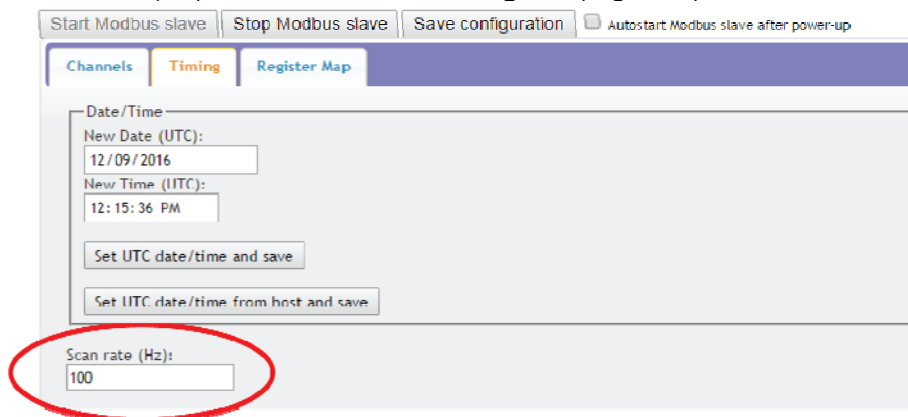 Start Modbus slave Stop Modbus slave Save configuration Autostart Modbus slave after power-up
Channels Timing Register Map
Date/Time
New Date (UTC):
12/09/2016
New Time (UTC):
12:15:36 PM
Set UTC date/time and save
Set UTC date/time from host and save
Scan rate (Hz):
100